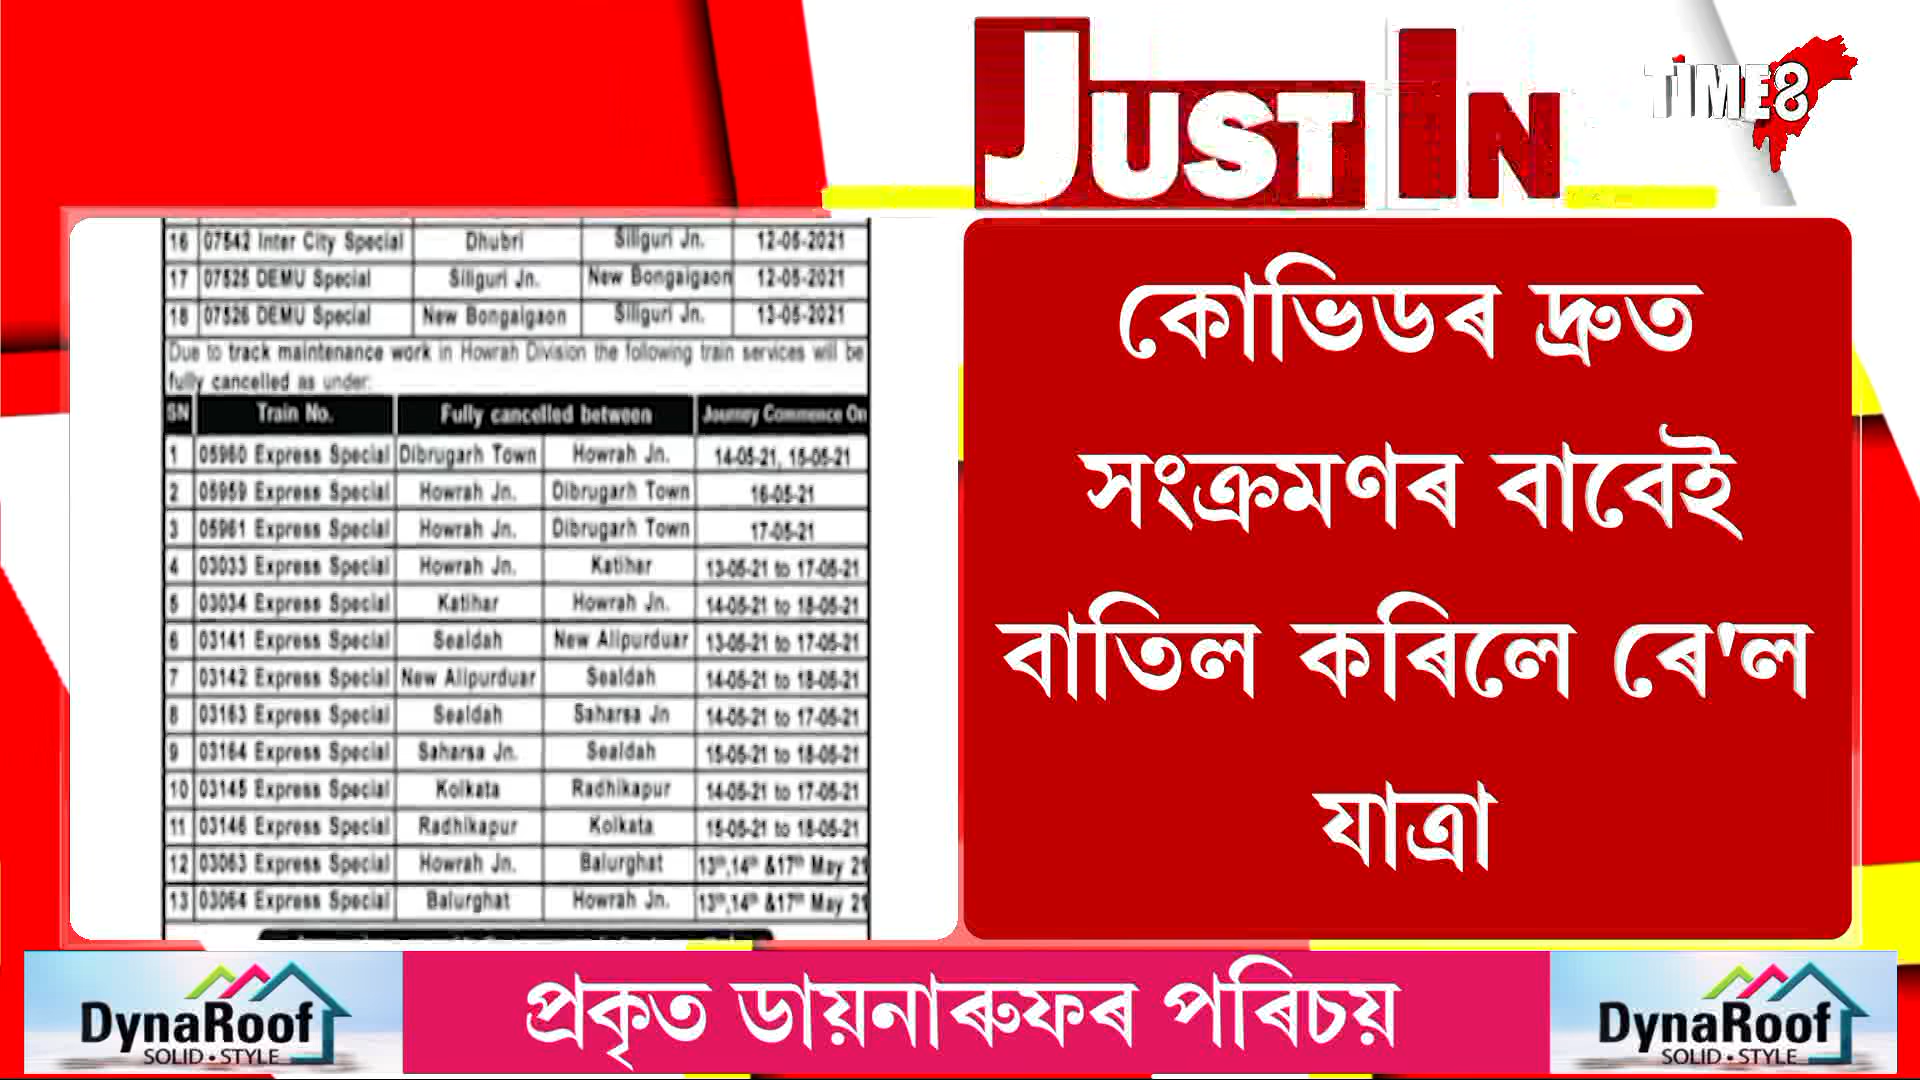 JUST IN
TIME8
16 07542 Inter City Special Dhubri Siliguri Jn. 12-05-2021
17 07525 DEMU Special Siliguri Jn. New Bongaigaon 12-05-2021
18 07526 DEMU Special New Bongaigaon Siliguri Jn. 13-05-2021
Due to track maintenance work in Howrah Division the following train services will be
fully cancelled as under:
SN Train No. Fully cancelled between Journey Commence On
1 05960 Express Special Dibrugarh Town Howrah Jn. 14-05-21, 15-05-21
2 05959 Express Special Howrah Jn. Dibrugarh Town 16-05-21
3 05961 Express Special Howrah Jn. Dibrugarh Town 17-05-21
4 03033 Express Special Howrah Jn. Katihar 13-05-21 to 17-05-21
5 03034 Express Special Katihar Howrah Jn. 14-05-21 to 18-05-21
6 03141 Express Special Sealdah New Alipurduar 13-05-21 to 17-05-21
7 03142 Express Special New Alipurduar Sealdah 14-05-21 to 18-05-21
8 03163 Express Special Sealdah Saharsa Jn 14-05-21 to 17-05-21
9 03164 Express Special Saharsa Jn. Sealdah 15-05-21 to 18-05-21
10 03145 Express Special Kolkata Radhikapur 14-05-21 to 17-05-21
11 03146 Express Special Radhikapur Kolkata 15-05-21 to 18-05-21
12 03063 Express Special Howrah Jn. Balurghat 13th,14th &17th May 21
13 03064 Express Special Balurghat Howrah Jn. 13th,14th &17th May 21
কোভিডৰ দ্ৰুত
সংক্ৰমণৰ বাবেই
বাতিল কৰিলে ৰে'ল
যাত্ৰা
DynaRoof
SOLID • STYLE
প্ৰকৃত ডায়নাৰুফৰ পৰিচয়
DynaRoof
SOLID • STYLE